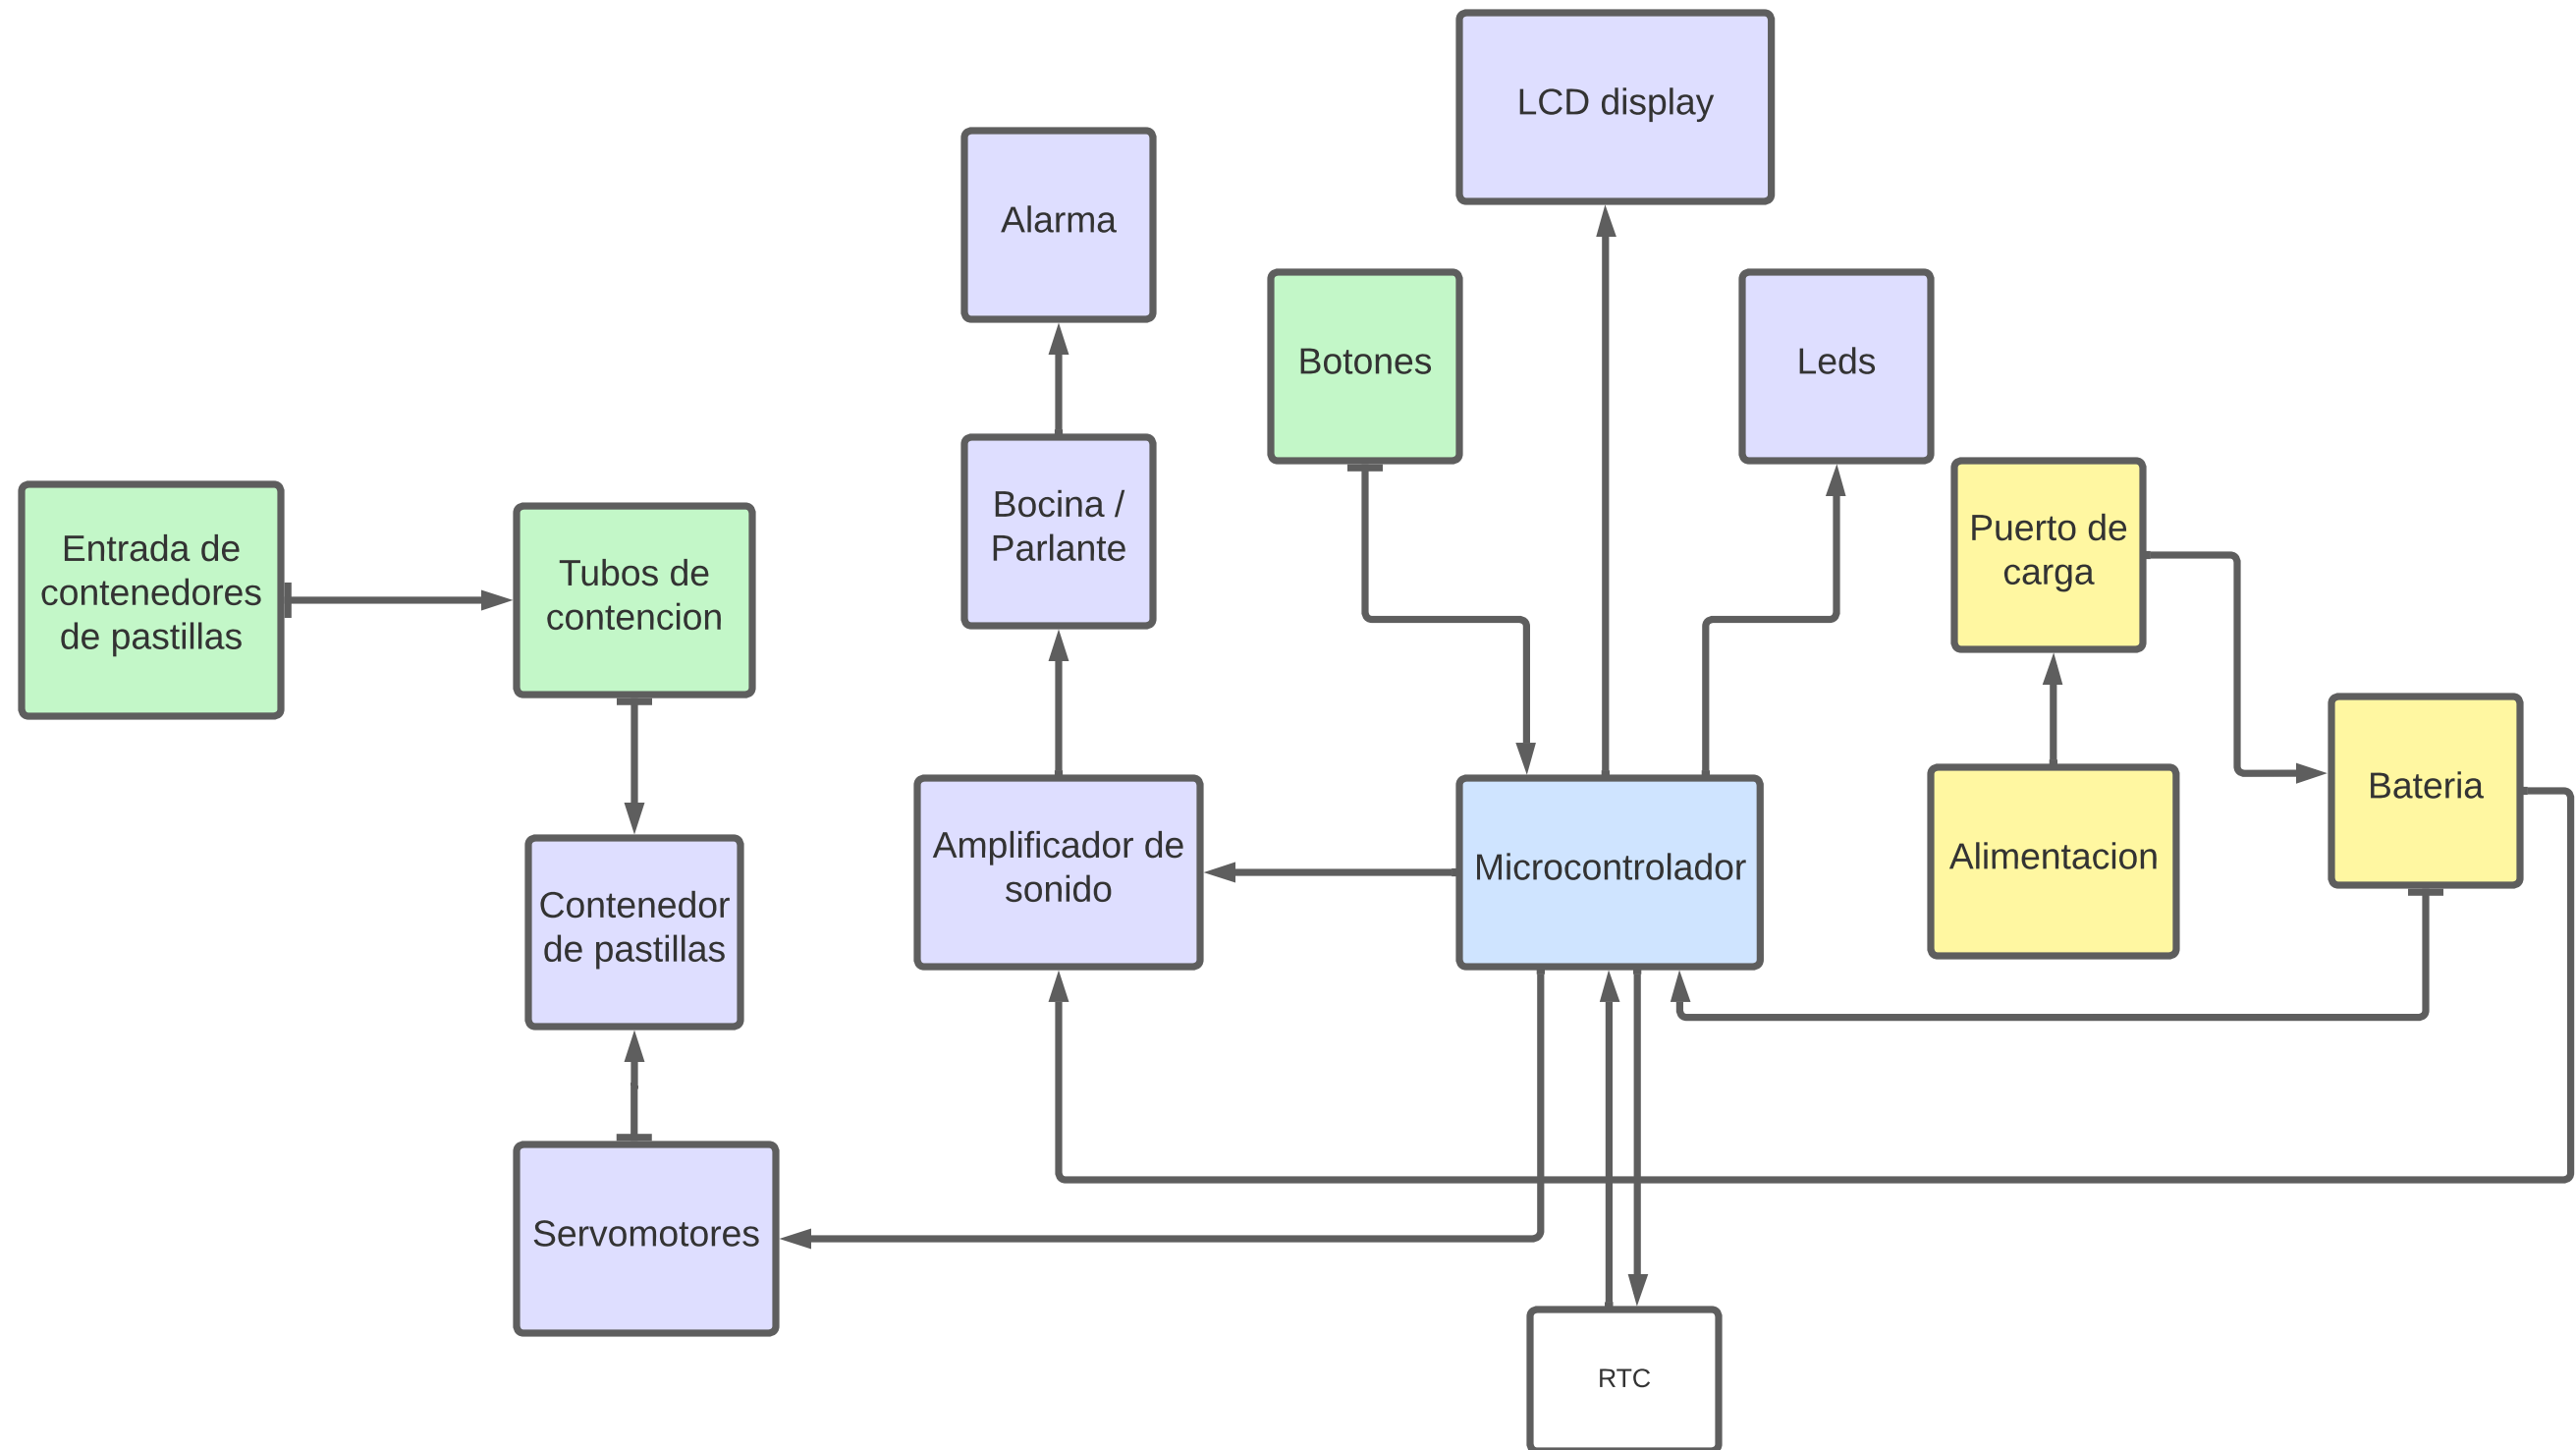 LCD display
Alarma
Botones
Leds
Bocina /
Parlante
Puerto de
carga
Entrada de
contenedores
de pastillas
Tubos de
contencion
Bateria
Amplificador de
sonido
Microcontrolador
Alimentacion
Contenedor
de pastillas
Servomotores
RTC